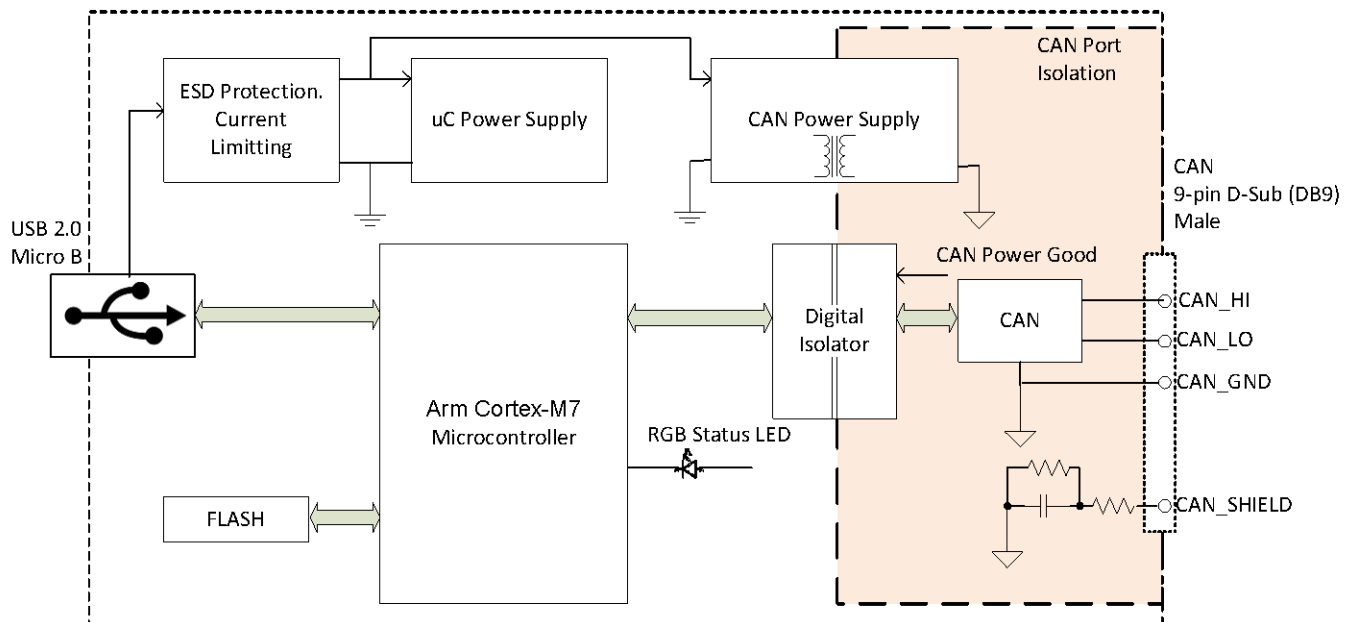 CAN Port
Isolation
ESD Protection.
Current
Limitting
uC Power Supply
CAN Power Supply
CAN
9-pin D-Sub (DB9)
Male
USB 2.0
Micro B
CAN Power Good
Digital
Isolator
CAN
CAN_HI
CAN_LO
CAN_GND
Arm Cortex-M7
Microcontroller
RGB Status LED
FLASH
CAN_SHIELD